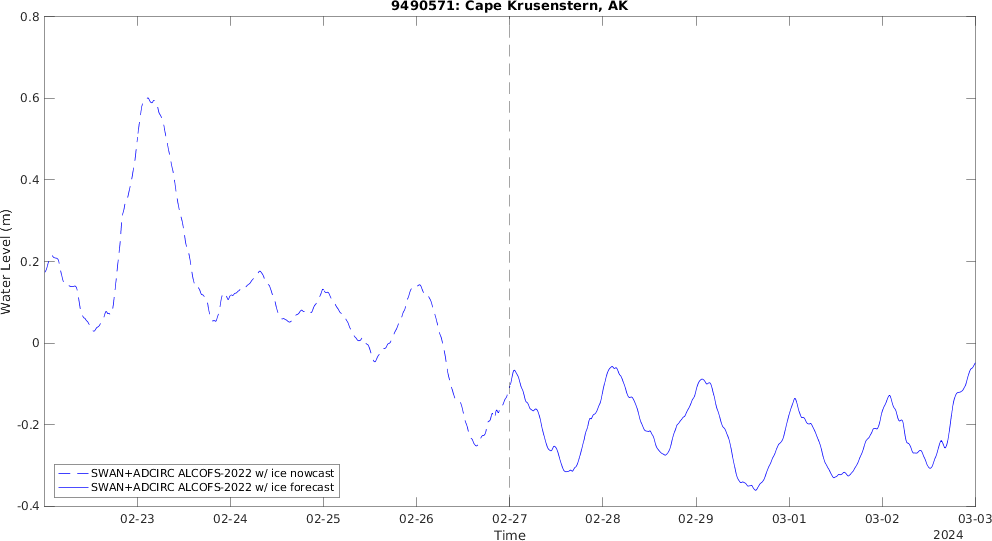 9490571: Cape Krusenstern, AK
Water Level (m)
0.8
0.6
0.4
0.2
0
-0.2
-0.4
SWAN+ADCIRC ALCOFS-2022 w/ ice nowcast
SWAN+ADCIRC ALCOFS-2022 w/ ice forecast
02-23 02-24 02-25 02-26 02-27 02-28 02-29 03-01 03-02 03-03
Time
2024